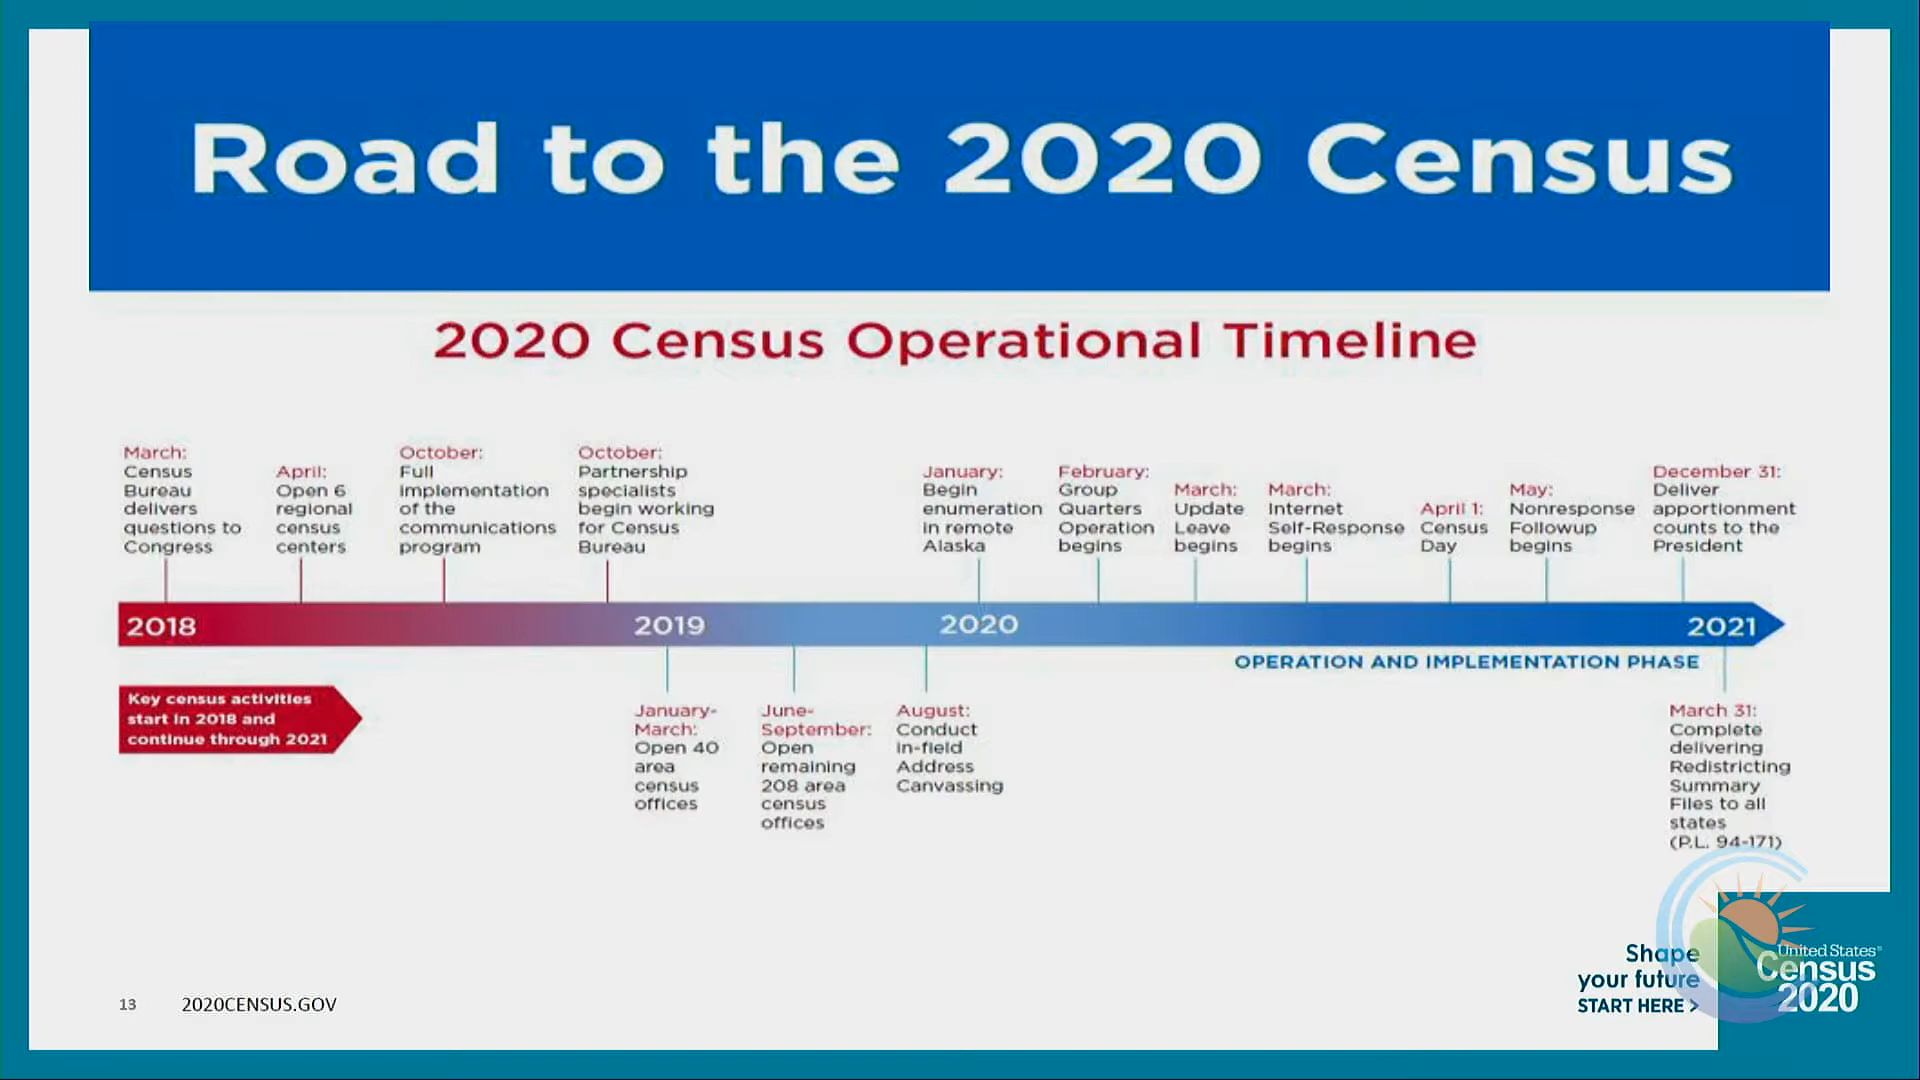 Road to the 2020 Census
2020 Census Operational Timeline
March:
Census
Bureau
delivers
questions to
Congress
April:
Open 6
regional
census
centers
October:
Full
implementation
of the
communications
program
October:
Partnership
specialists
begin working
for Census
Bureau
January:
Begin
enumeration
in remote
Alaska
February:
Group
Quarters
Operation
begins
March:
Update
Leave
begins
March:
Internet
Self-Response
begins
April 1:
Census
Day
May:
Nonresponse
Followup
begins
December 31:
Deliver
apportionment
counts to the
President
2018
2019
2020
2021
OPERATION AND IMPLEMENTATION PHASE
Key census activities
start in 2018 and
continue through 2021
January-
March:
Open 40
area
census
offices
June-
September:
Open
remaining
208 area
census
offices
August:
Conduct
in-field
Address
Canvassing
March 31:
Complete
delivering
Redistricting
Summary
Files to all
states
(P.L. 94-171)
Shape
your future
START HERE >
United States®
Census
2020
13
2020CENSUS.GOV